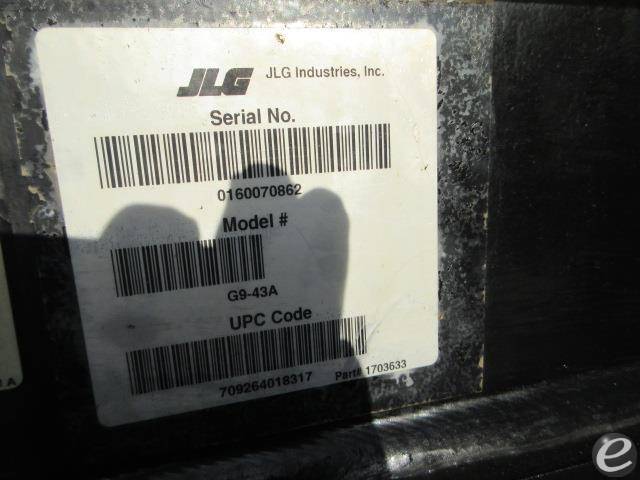 JLG JLG Industries, Inc.
Serial No.
0160070862
Model #
G9-43A
UPC Code
709264018317
Part# 1703633
A
e